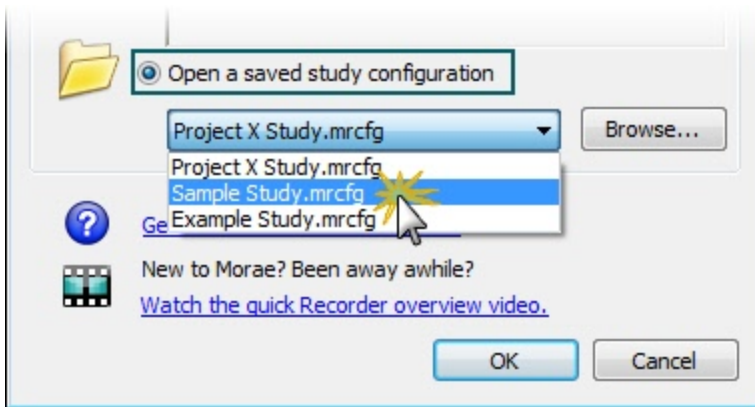 Open a saved study configuration
Project X Study.mrcfg
Browse...
Project X Study.mrcfg
Sample Study.mrcfg
Example Study.mrcfg
Ge
New to Morae? Been away awhile?
Watch the quick Recorder overview video.
OK
Cancel